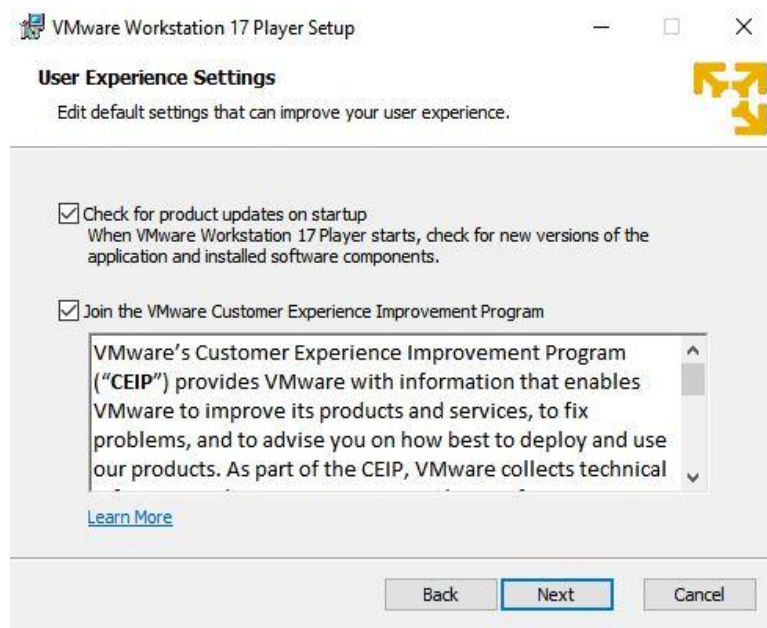 VMware Workstation 17 Player Setup
User Experience Settings
Edit default settings that can improve your user experience.
Check for product updates on startup
When VMware Workstation 17 Player starts, check for new versions of the
application and installed software components.
Join the VMware Customer Experience Improvement Program
VMware's Customer Experience Improvement Program
("CEIP") provides VMware with information that enables
VMware to improve its products and services, to fix
problems, and to advise you on how best to deploy and use
our products. As part of the CEIP, VMware collects technical
Learn More
Back Next Cancel